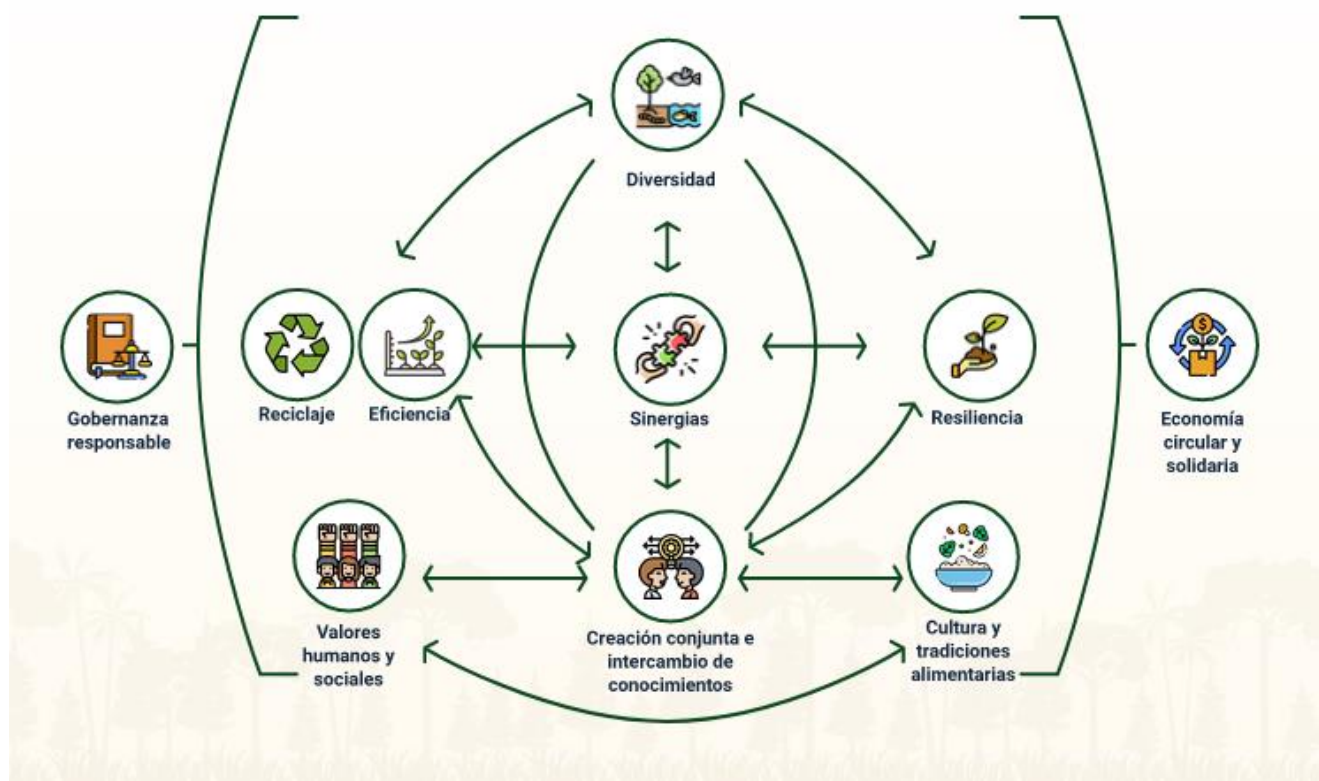 Diversidad
Gobernanza
responsable
Reciclaje
Eficiencia
Sinergias
Resiliencia
Economía
circular y
solidaria
Valores
humanos y
sociales
Creación conjunta e
intercambio de
conocimientos
Cultura y
tradiciones
alimentarias